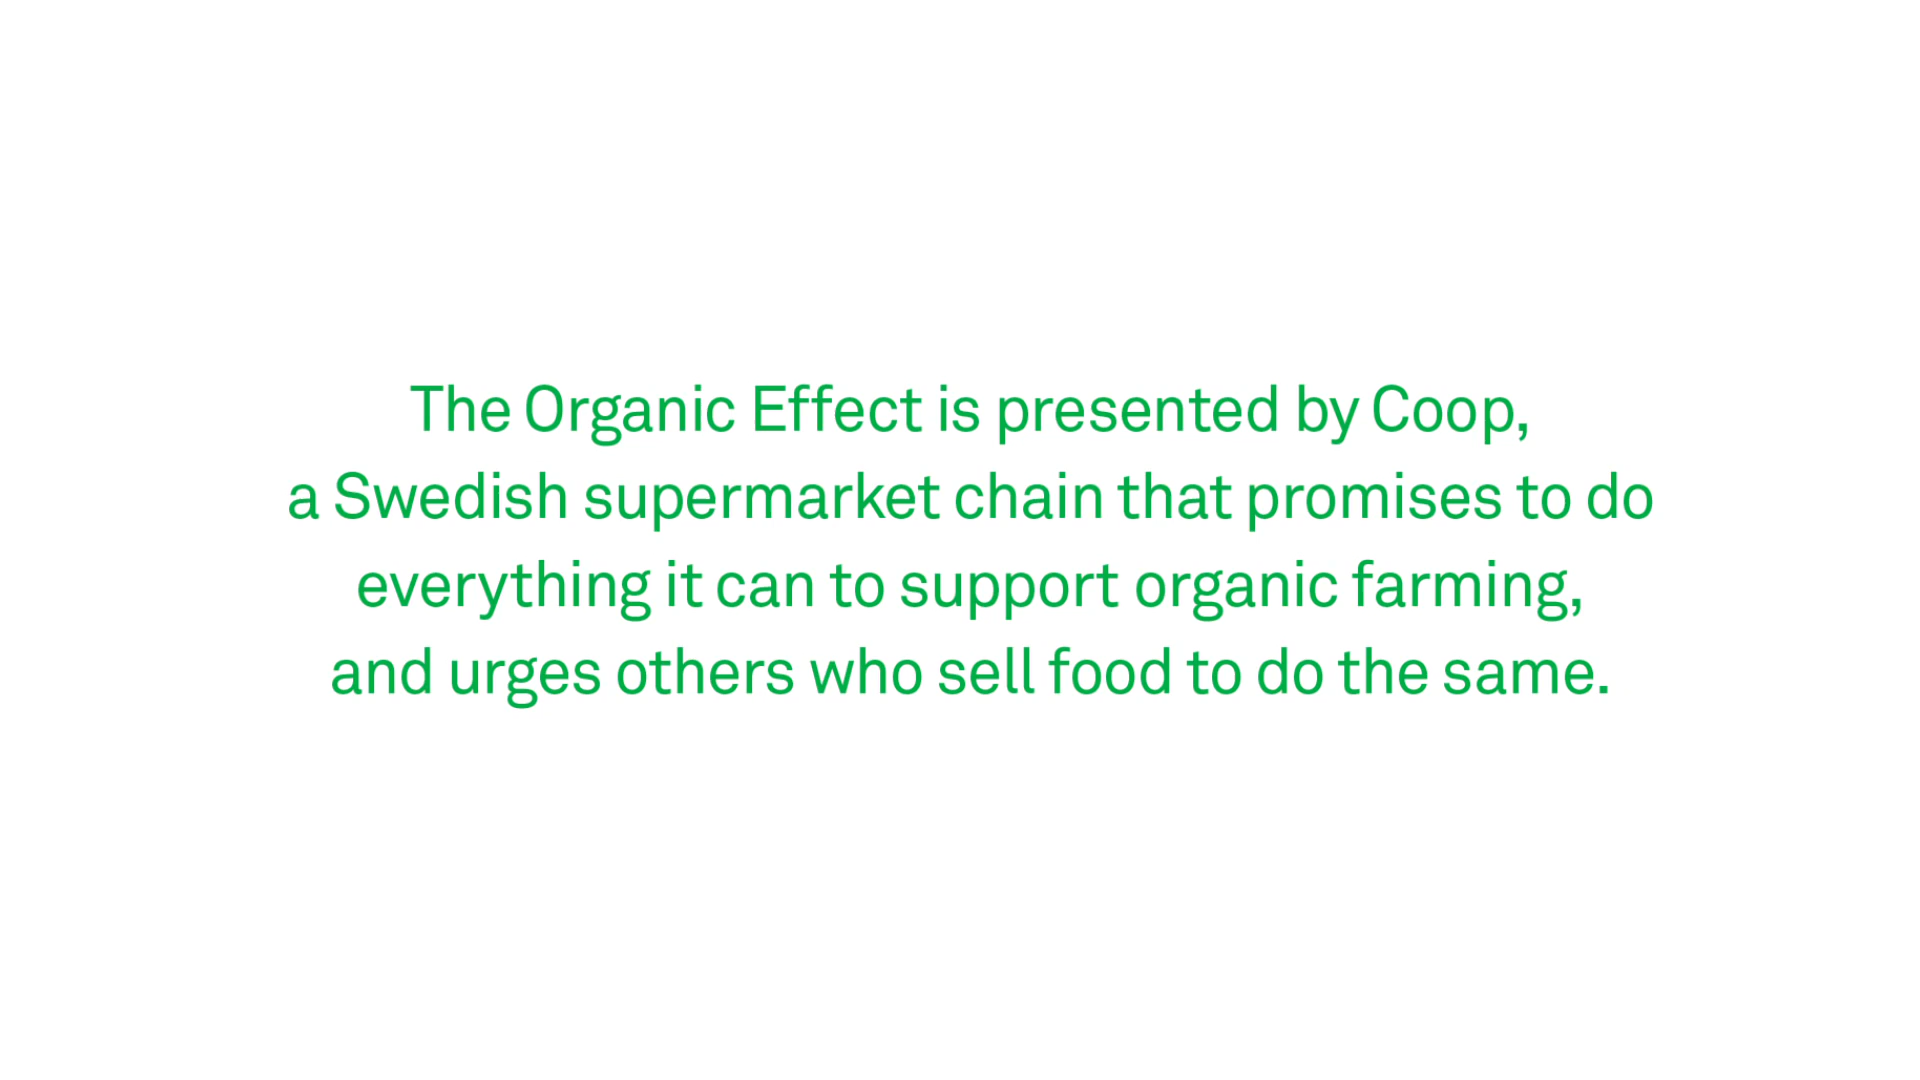 The Organic Effect is presented by Coop,
a Swedish supermarket chain that promises to do
everything it can to support organic farming,
and urges others who sell food to do the same.